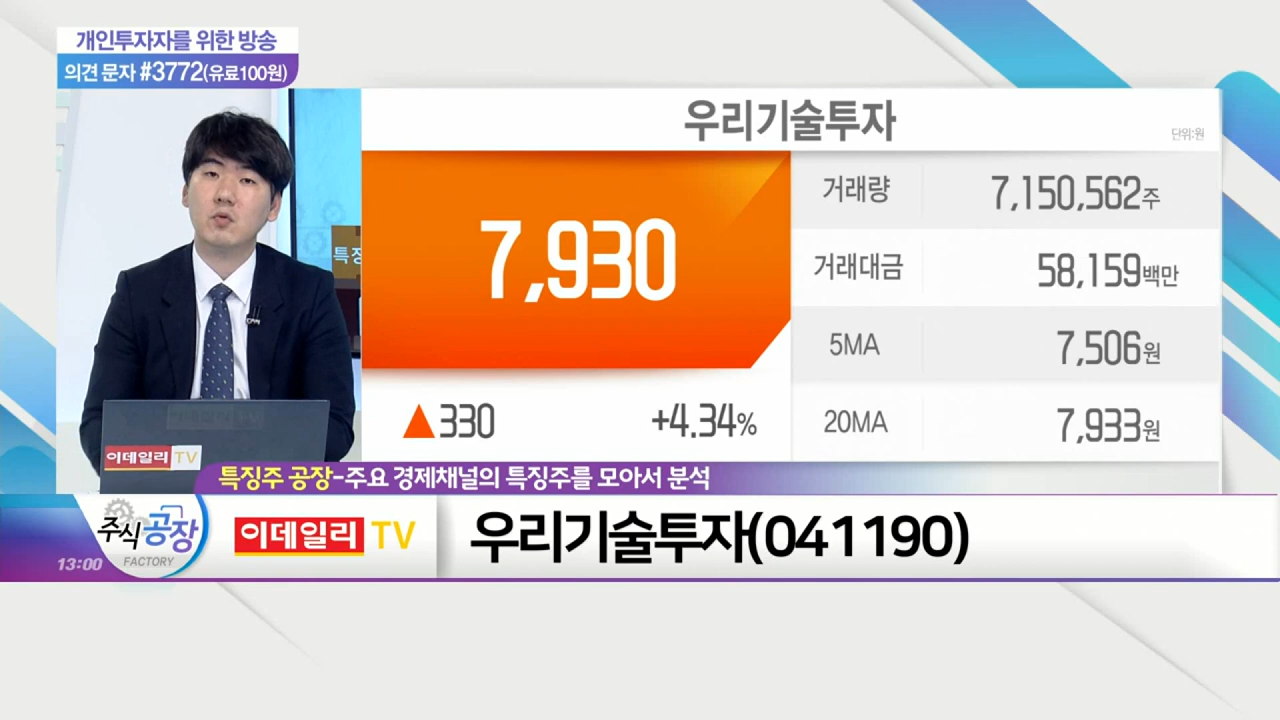 개인투자자를 위한 방송
의견 문자 #3772(유료100원)
우리기술투자
단위:원
7,930
▲330 +4.34%
거래량 7,150,562주
거래대금 58,159백만
5MA 7,506원
20MA 7,933원
특징
이데일리 TV
특징주 공장-주요 경제채널의 특징주를 모아서 분석
주식공장
FACTORY
13:00
이데일리 TV
우리기술투자(041190)